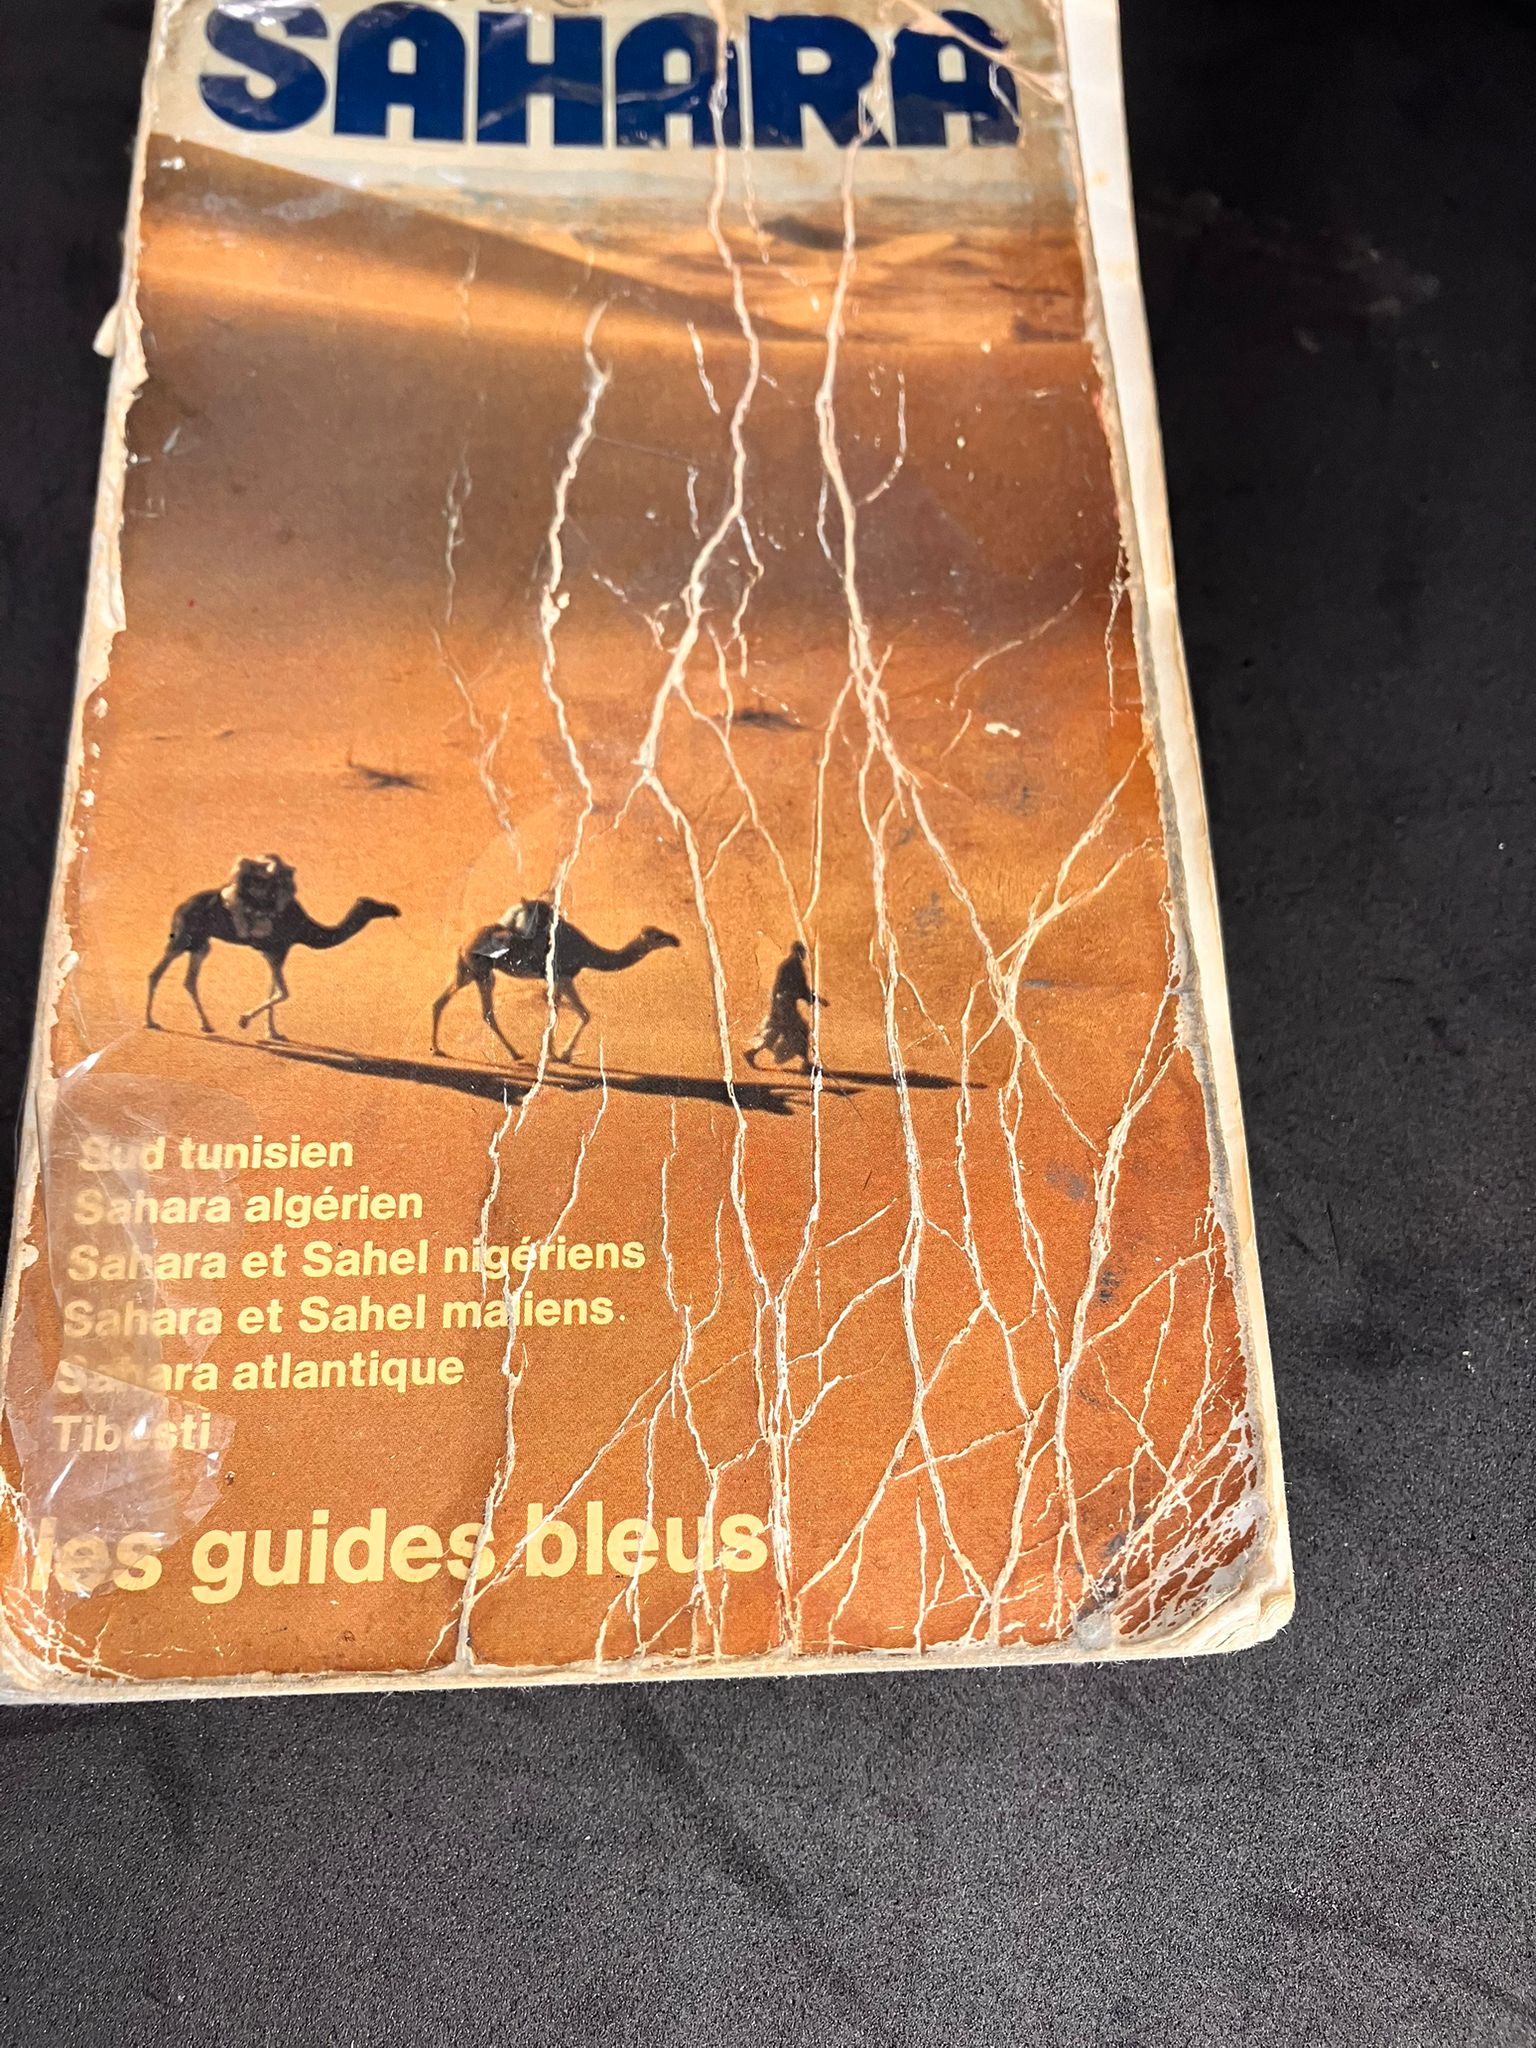 SAHARA
Sud tunisien
Sahara algérien
Sahara et Sahel nigériens
Sahara et Sahel maliens.
Sahara atlantique
Tibesti
les guides bleus